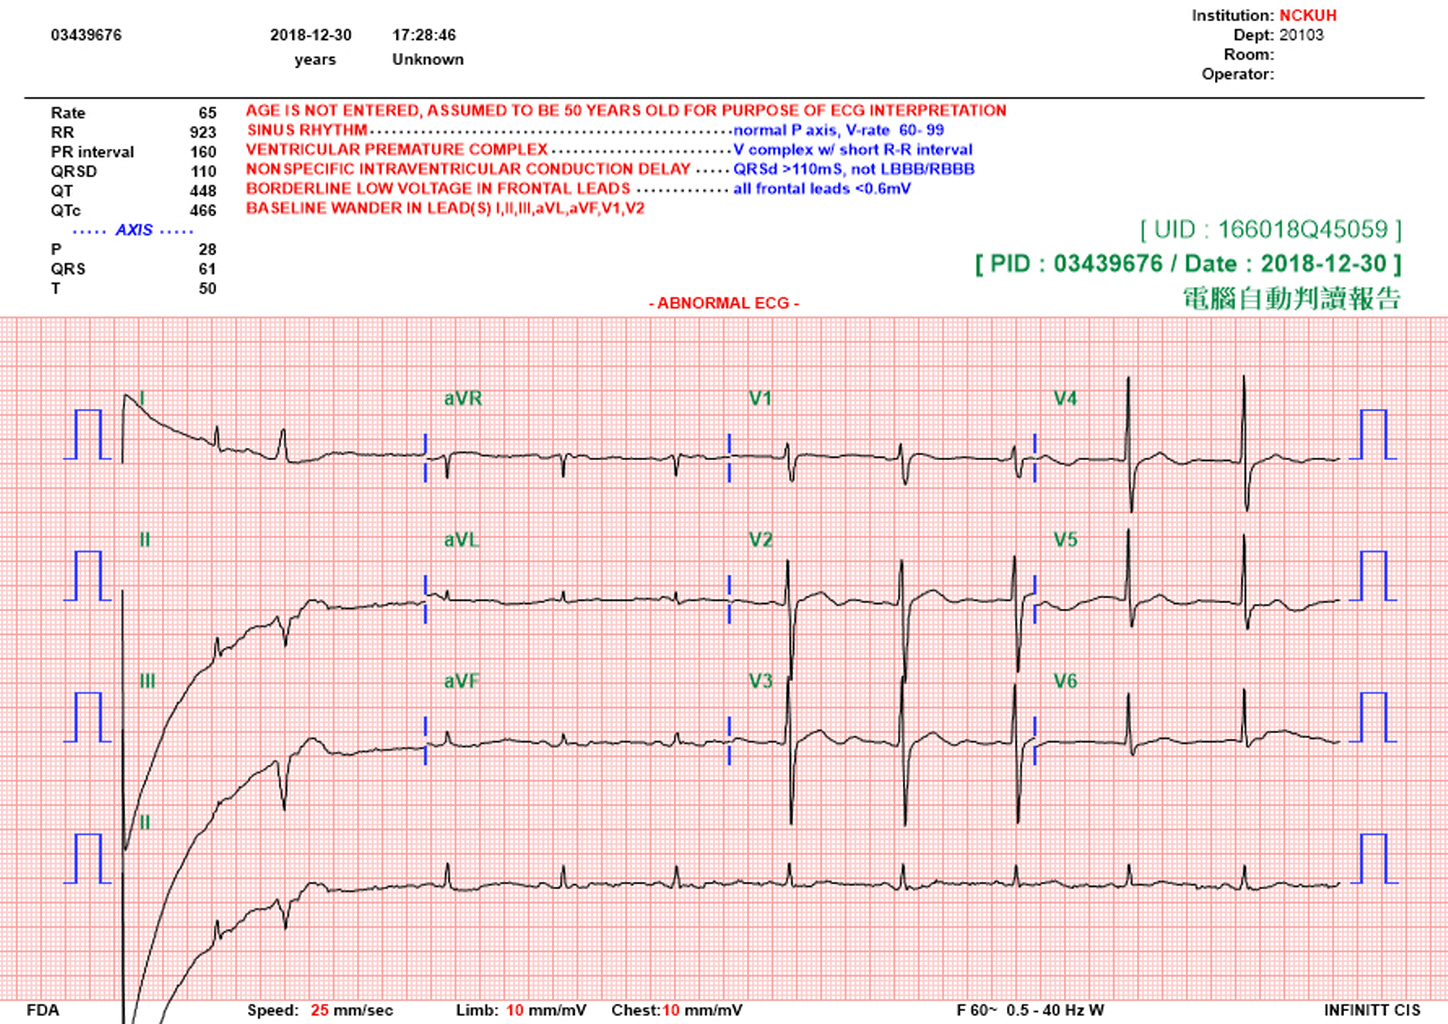 Institution: NCKUH
03439676 2018-12-30 17:28:46 Dept: 20103
years Unknown Room:
Operator:
Rate 65 AGE IS NOT ENTERED, ASSUMED TO BE 50 YEARS OLD FOR PURPOSE OF ECG INTERPRETATION
RR 923 SINUS RHYTHM normal P axis, V-rate 60- 99
PR interval 160 VENTRICULAR PREMATURE COMPLEX V complex w/ short R-R interval
QRSD 110 NONSPECIFIC INTRAVENTRICULAR CONDUCTION DELAY QRSd >110mS, not LBBB/RBBB
QT 448 BORDERLINE LOW VOLTAGE IN FRONTAL LEADS all frontal leads <0.6mV
QTc 466 BASELINE WANDER IN LEAD(S) I,II,III,aVL,aVF,V1,V2
AXIS
[ UID : 166018Q45059 ]
P 28
QRS 61
[ PID : 03439676 / Date : 2018-12-30 ]
T 50
電腦自動判讀報告
- ABNORMAL ECG -
I aVR V1 V4
II aVL V2 V5
III aVF V3 V6
II
FDA Speed: 25 mm/sec Limb: 10 mm/mV Chest:10 mm/mV F 60~ 0.5 - 40 Hz W INFINITT CIS